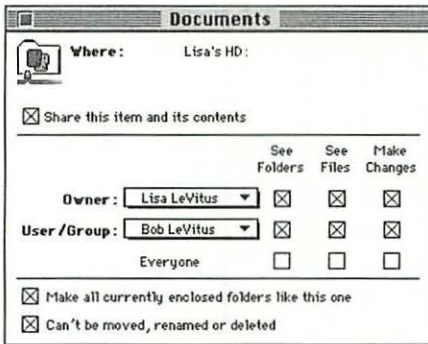 Documents
Where: Lisa's HD:
Share this item and its contents
See Folders See Files Make Changes
Owner: Lisa LeVitus
User/Group: Bob LeVitus
Everyone
Make all currently enclosed folders like this one
Can't be moved, renamed or deleted